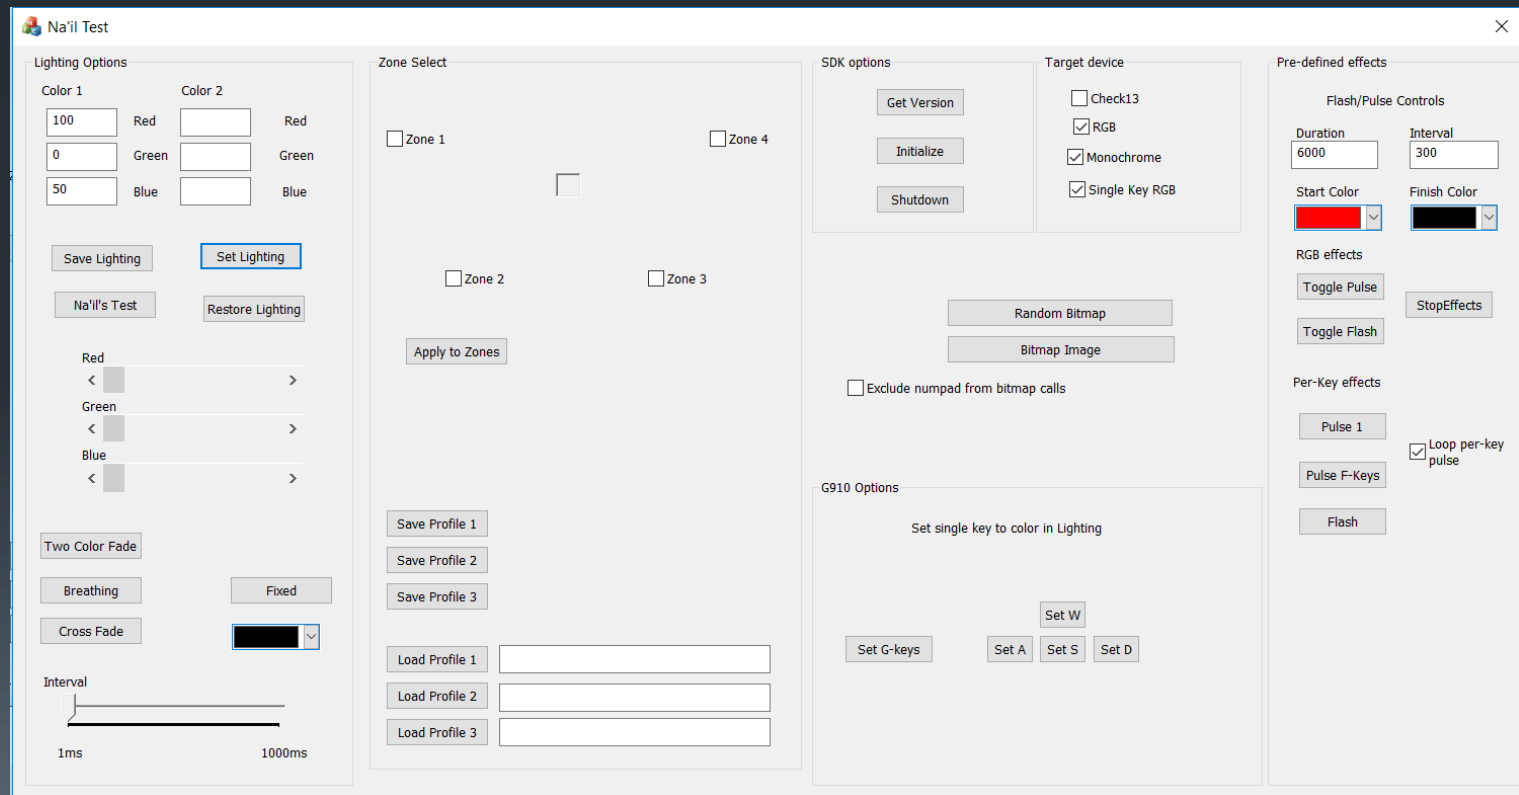 Na'il Test
Lighting Options
Color 1
Color 2
100 Red Red
0 Green Green
50 Blue Blue
Save Lighting
Set Lighting
Na'il's Test
Restore Lighting
Red
Green
Blue
Two Color Fade
Breathing
Fixed
Cross Fade
Interval
1ms
1000ms
Zone Select
Zone 1
Zone 4
Zone 2
Zone 3
Apply to Zones
Save Profile 1
Save Profile 2
Save Profile 3
Load Profile 1
Load Profile 2
Load Profile 3
SDK options
Get Version
Initialize
Shutdown
Target device
Check13
RGB
Monochrome
Single Key RGB
Random Bitmap
Bitmap Image
Exclude numpad from bitmap calls
G910 Options
Set single key to color in Lighting
Set W
Set G-keys
Set A
Set S
Set D
Pre-defined effects
Flash/Pulse Controls
Duration
Interval
6000
300
Start Color
Finish Color
RGB effects
Toggle Pulse
StopEffects
Toggle Flash
Per-Key effects
Pulse 1
Loop per-key
pulse
Pulse F-Keys
Flash